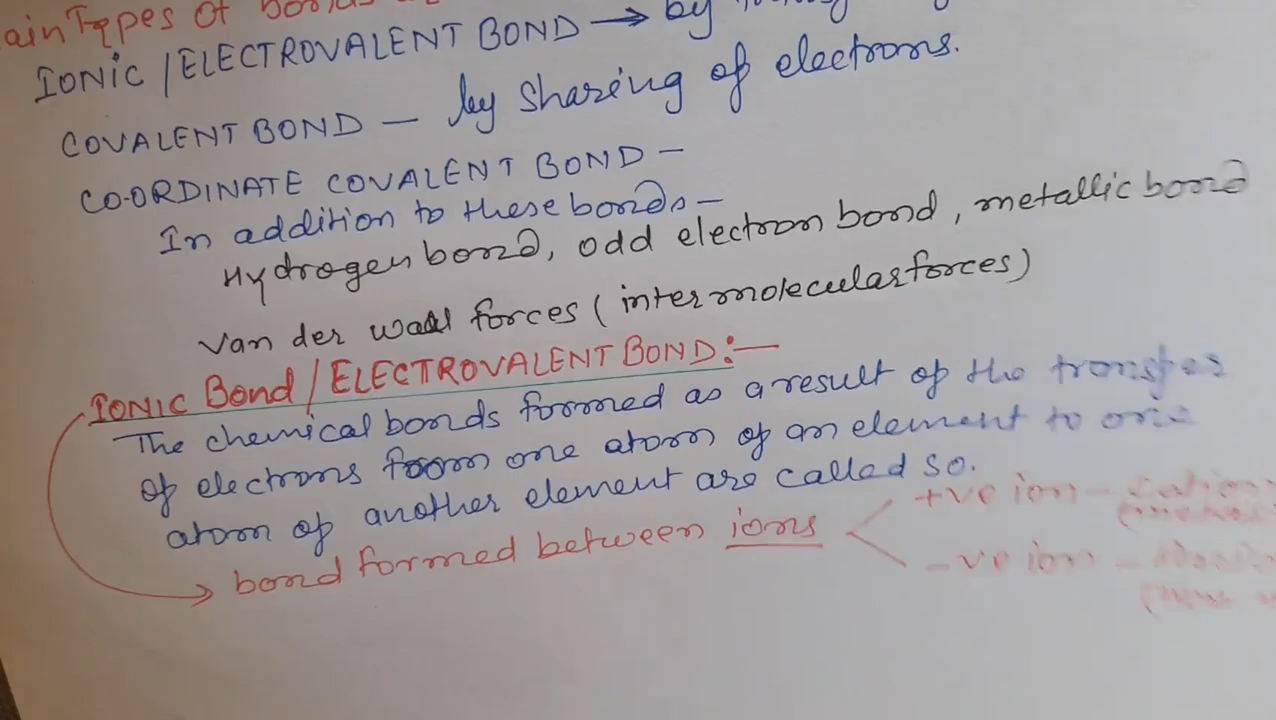 ain Types of bonds
IONIC / ELECTROVALENT BOND → by
COVALENT BOND — by sharing of electrons.
CO-ORDINATE COVALENT BOND —
In addition to these bonds —
Hydrogen bond, odd electron bond, metallic bond
Van der waal forces (intermolecular forces)
IONIC Bond / ELECTROVALENT BOND:—
The chemical bonds formed as a result of the transfer
of electrons from one atom of an element to one
atom of another element are called so.
→ bond formed between ions < +ve ion - cation
-ve ion -